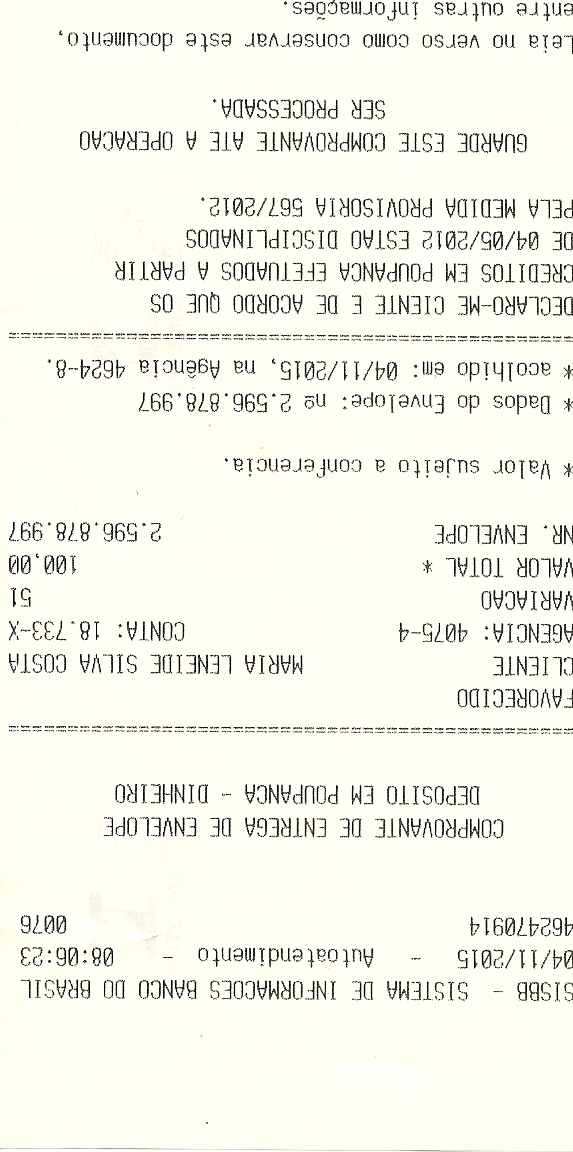 SISBB - SISTEMA DE INFORMACOES BANCO DO BRASIL
04/11/2015 - Autoatendimento - 08:06:23
462470914 0076
COMPROVANTE DE ENTREGA DE ENVELOPE
DEPOSITO EM POUPANCA - DINHEIRO
================================================
FAVORECIDO
CLIENTE MARIA LENEIDE SILVA COSTA
AGENCIA: 4075-4 CONTA: 18.733-X
VARIACAO 51
VALOR TOTAL * 100,00
NR. ENVELOPE 2.596.878.997
* Valor sujeito a conferencia.
* Dados do Envelope: nº 2.596.878.997
* acolhido em: 04/11/2015, na Agência 4624-8.
================================================
DECLARO-ME CIENTE E DE ACORDO QUE OS
CREDITOS EM POUPANCA EFETUADOS A PARTIR
DE 04/05/2012 ESTAO DISCIPLINADOS
PELA MEDIDA PROVISORIA 567/2012.
GUARDE ESTE COMPROVANTE ATE A OPERACAO
SER PROCESSADA.
Leia no verso como conservar este documento,
entre outras informações.